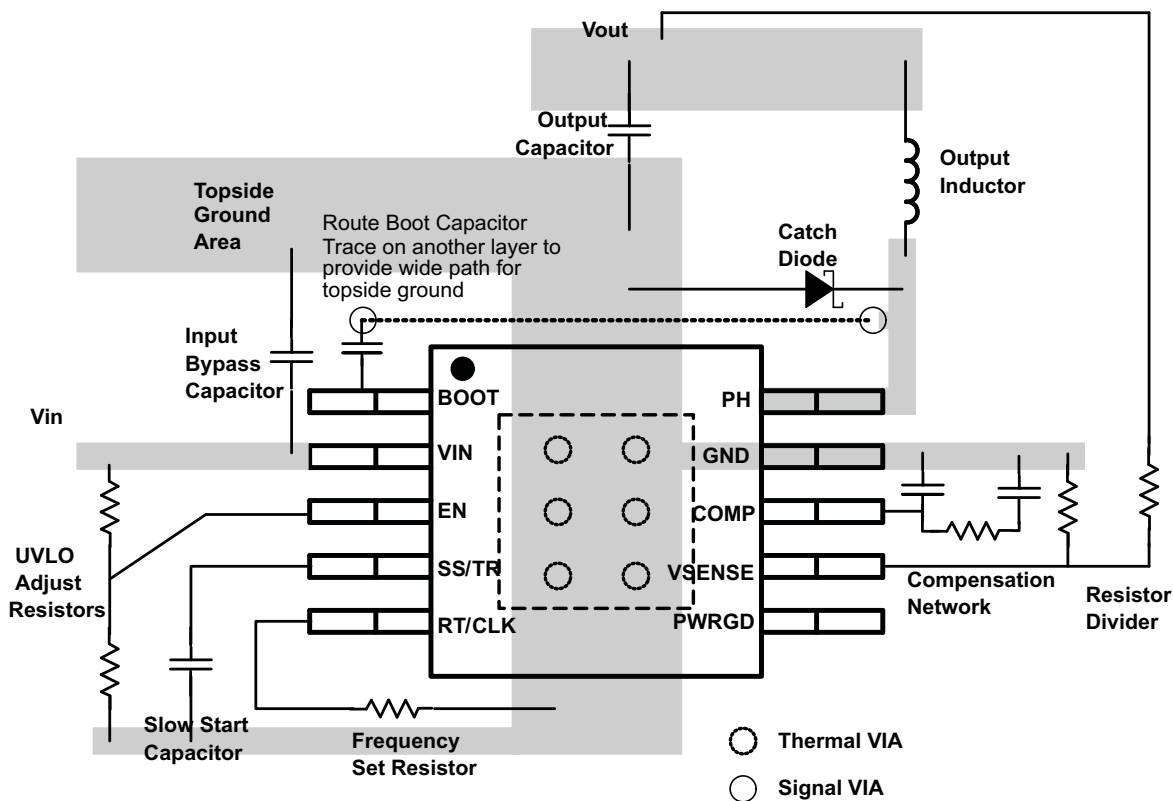 Vout
Output
Capacitor
Output
Inductor
Topside
Ground
Area
Route Boot Capacitor
Trace on another layer to
provide wide path for
topside ground
Catch
Diode
Input
Bypass
Capacitor
Vin
BOOT
VIN
EN
SS/TR
RT/CLK
PH
GND
COMP
VSENSE
PWRGD
UVLO
Adjust
Resistors
Compensation
Network
Resistor
Divider
Slow Start
Capacitor
Frequency
Set Resistor
Thermal VIA
Signal VIA